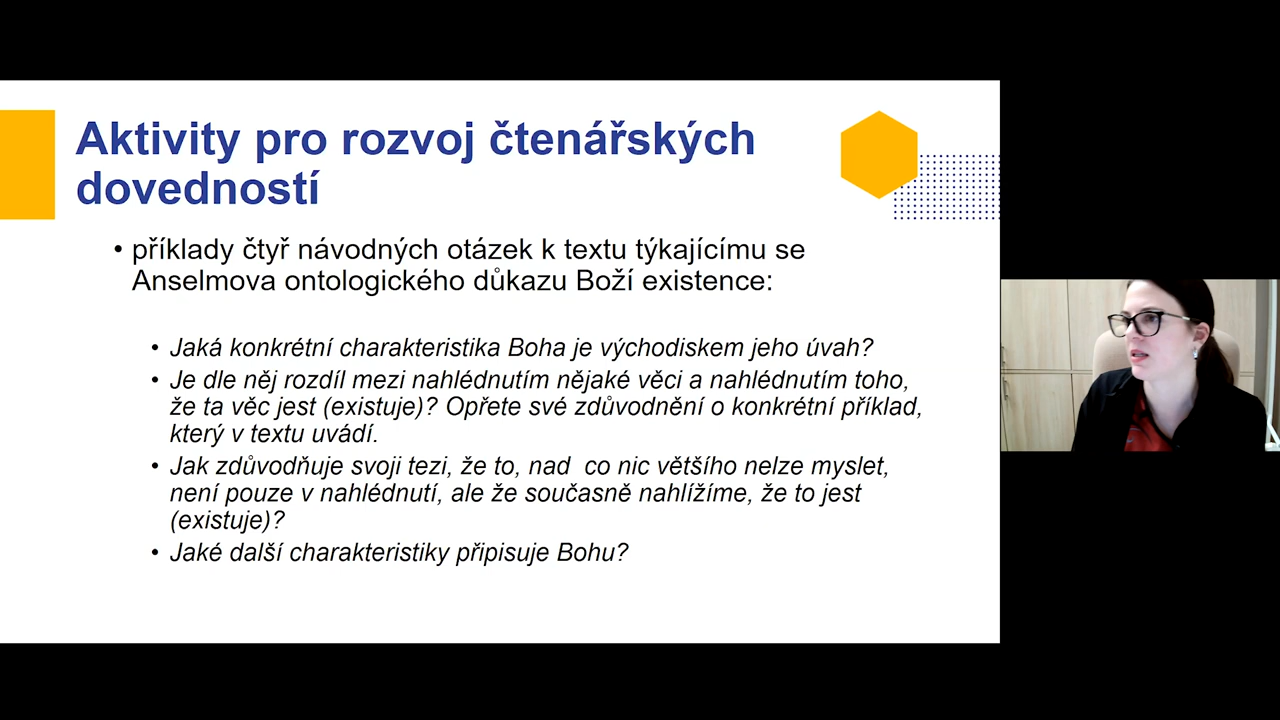 Aktivity pro rozvoj čtenářských
dovedností
• příklady čtyř návodných otázek k textu týkajícímu se
Anselmova ontologického důkazu Boží existence:
• Jaká konkrétní charakteristika Boha je východiskem jeho úvah?
• Je dle něj rozdíl mezi nahlédnutím nějaké věci a nahlédnutím toho,
že ta věc jest (existuje)? Opřete své zdůvodnění o konkrétní příklad,
který v textu uvádí.
• Jak zdůvodňuje svoji tezi, že to, nad  co nic většího nelze myslet,
není pouze v nahlédnutí, ale že současně nahlížíme, že to jest
(existuje)?
• Jaké další charakteristiky připisuje Bohu?